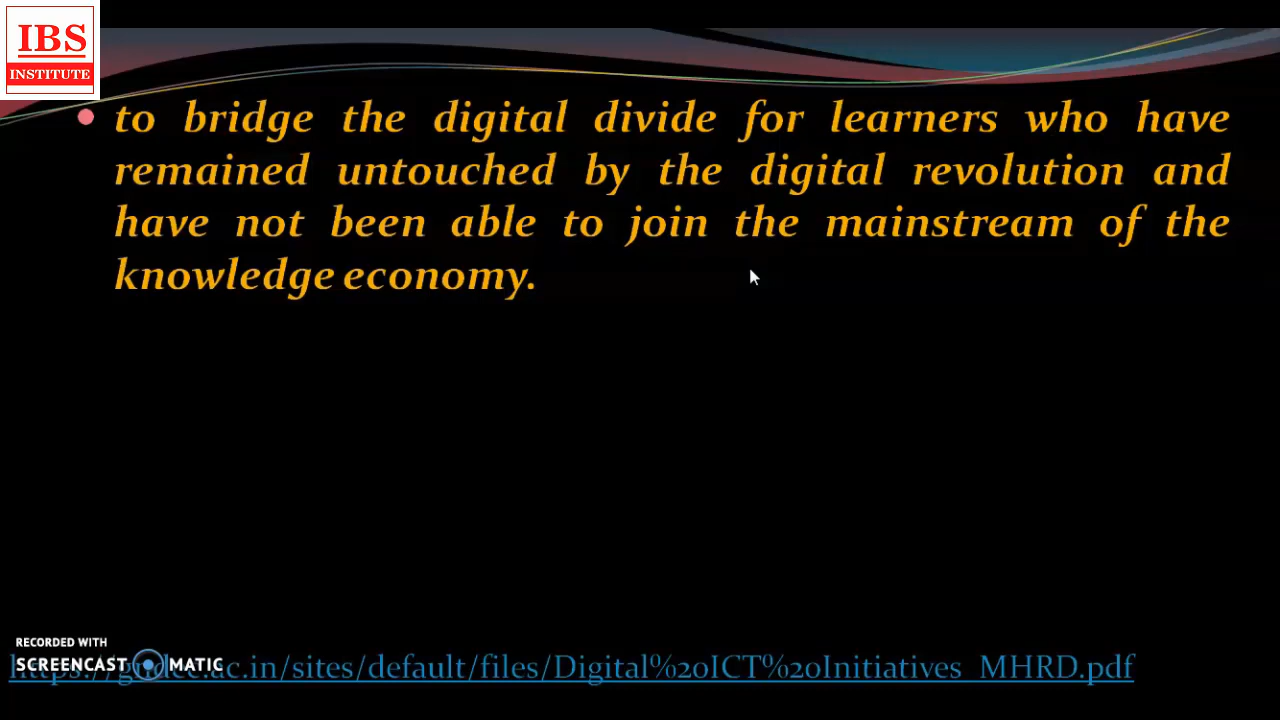 IBS
INSTITUTE
to bridge the digital divide for learners who have
remained untouched by the digital revolution and
have not been able to join the mainstream of the
knowledge economy.
RECORDED WITH
SCREENCAST MATIC
https://gndec.ac.in/sites/default/files/Digital%20ICT%20Initiatives_MHRD.pdf